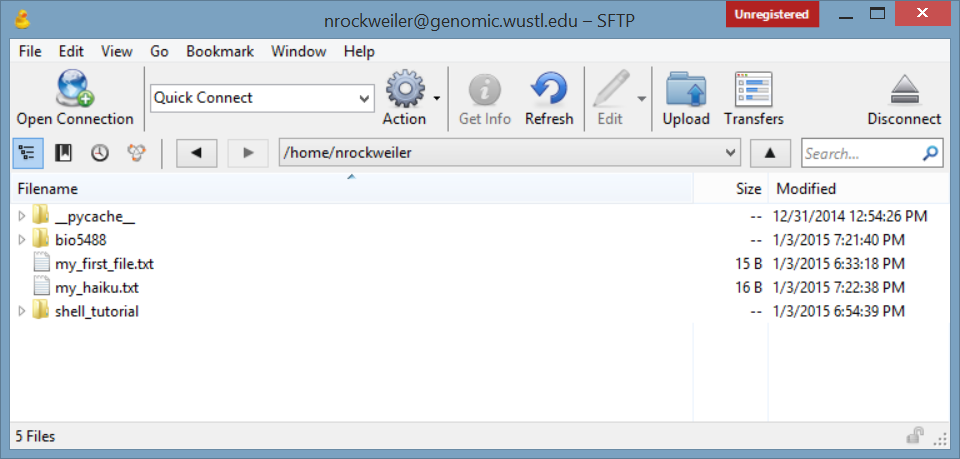 nrockweiler@genomic.wustl.edu – SFTP
Unregistered
File Edit View Go Bookmark Window Help
Open Connection
Quick Connect
Action
Get Info
Refresh
Edit
Upload
Transfers
Disconnect
/home/nrockweiler
Search...
Filename Size Modified
__pycache__ -- 12/31/2014 12:54:26 PM
bio5488 -- 1/3/2015 7:21:40 PM
my_first_file.txt 15 B 1/3/2015 6:33:18 PM
my_haiku.txt 16 B 1/3/2015 7:22:38 PM
shell_tutorial -- 1/3/2015 6:54:39 PM
5 Files